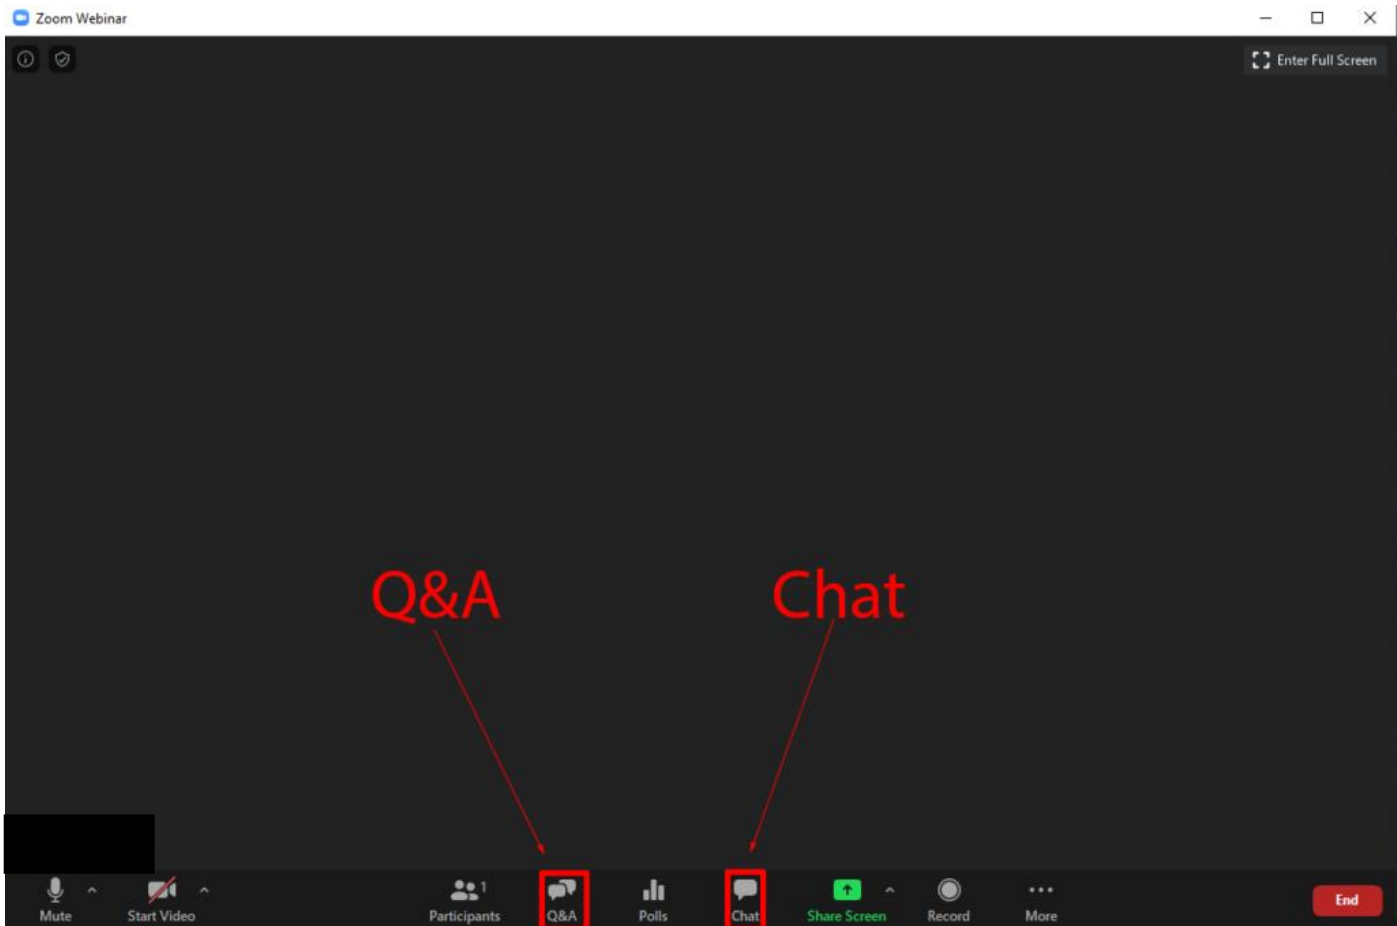 Zoom Webinar
Enter Full Screen
Q&A Chat
1
Mute Start Video Participants Q&A Polls Chat Share Screen Record More End